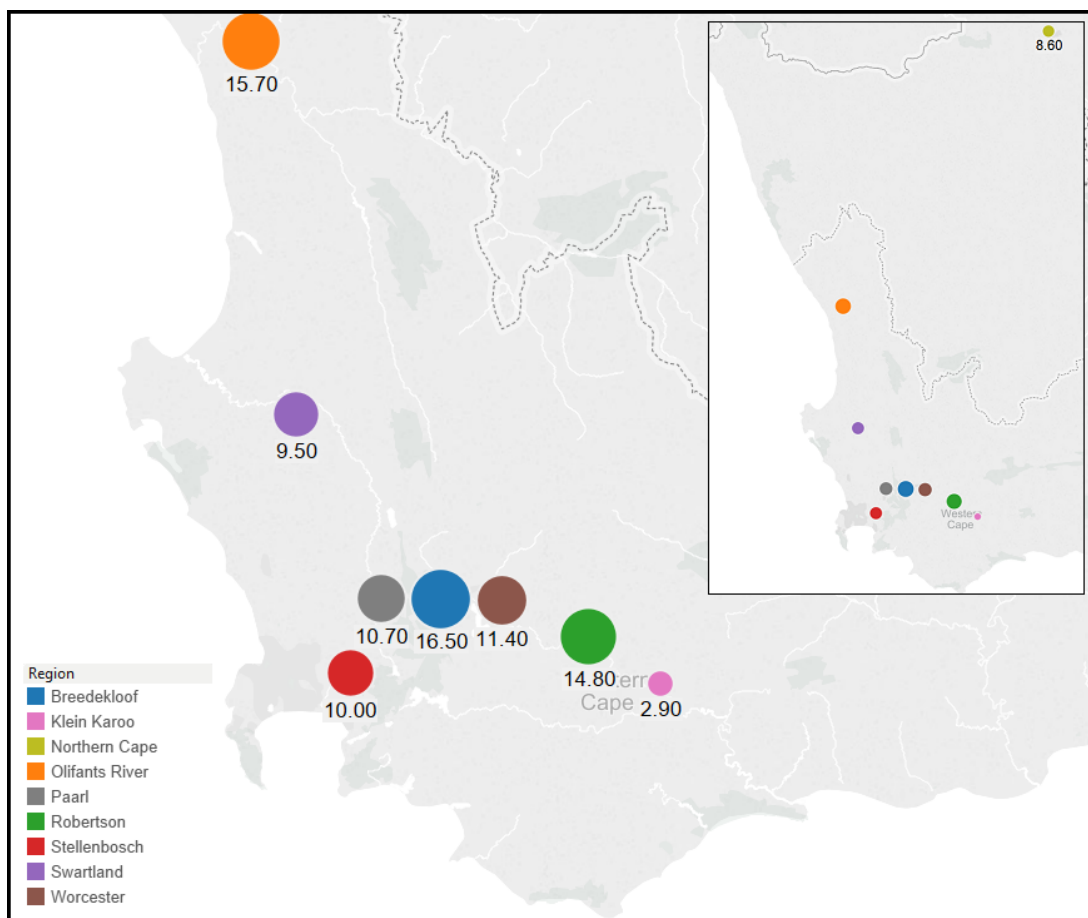 15.70
8.60
9.50
Western
Cape
10.70
16.50
11.40
14.80
Cape
2.90
10.00
Region
Breedekloof
Klein Karoo
Northern Cape
Olifants River
Paarl
Robertson
Stellenbosch
Swartland
Worcester